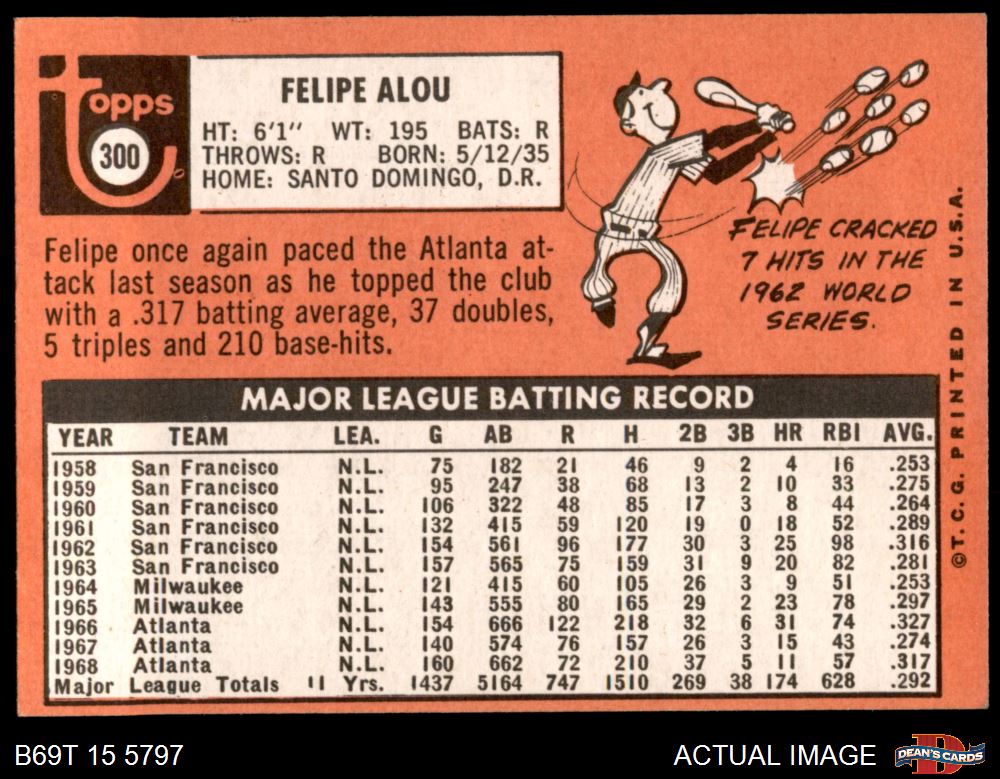 Topps
300
FELIPE ALOU
HT: 6'1" WT: 195 BATS: R
THROWS: R BORN: 5/12/35
HOME: SANTO DOMINGO, D.R.
Felipe once again paced the Atlanta at-
tack last season as he topped the club
with a .317 batting average, 37 doubles,
5 triples and 210 base-hits.
FELIPE CRACKED
7 HITS IN THE
1962 WORLD
SERIES.
MAJOR LEAGUE BATTING RECORD
YEAR TEAM LEA. G AB R H 2B 3B HR RBI AVG.
1958 San Francisco N.L. 75 182 21 46 9 2 4 16 .253
1959 San Francisco N.L. 95 247 38 68 13 2 10 33 .275
1960 San Francisco N.L. 106 322 48 85 17 3 8 44 .264
1961 San Francisco N.L. 132 415 59 120 19 0 18 52 .289
1962 San Francisco N.L. 154 561 96 177 30 3 25 98 .316
1963 San Francisco N.L. 157 565 75 159 31 9 20 82 .281
1964 Milwaukee N.L. 121 415 60 105 26 3 9 51 .253
1965 Milwaukee N.L. 143 555 80 165 29 2 23 78 .297
1966 Atlanta N.L. 154 666 122 218 32 6 31 74 .327
1967 Atlanta N.L. 140 574 76 157 26 3 15 43 .274
1968 Atlanta N.L. 160 662 72 210 37 5 11 57 .317
Major League Totals 11 Yrs. 1437 5164 747 1510 269 38 174 628 .292
©T.C.G. PRINTED IN U.S.A.
B69T 15 5797
ACTUAL IMAGE
DEAN'S CARDS